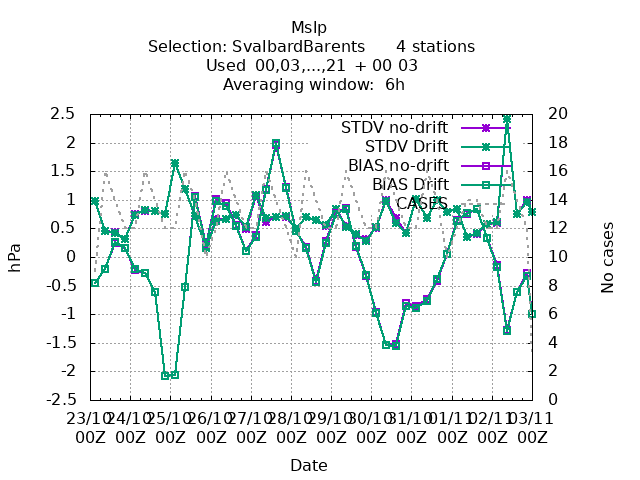 Mslp
Selection: SvalbardBarents      4 stations
Used  00,03,...,21  + 00 03
Averaging window:  6h
2.5
2
1.5
1
0.5
0
-0.5
-1
-1.5
-2
-2.5
hPa
20
18
16
14
12
10
8
6
4
2
0
No cases
STDV no-drift
STDV Drift
BIAS no-drift
BIAS Drift
CASES
23/10 24/10 25/10 26/10 27/10 28/10 29/10 30/10 31/10 01/11 02/11 03/11
00Z 00Z 00Z 00Z 00Z 00Z 00Z 00Z 00Z 00Z 00Z 00Z
Date